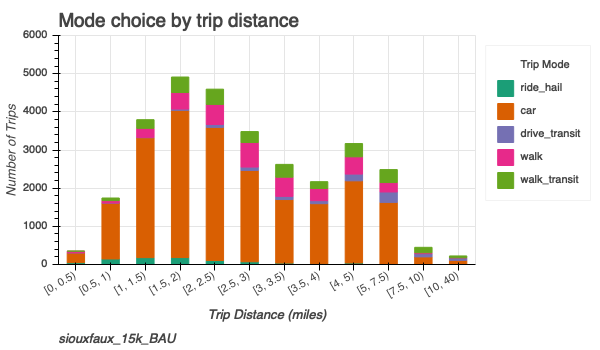 Mode choice by trip distance
6000
5000
4000
3000
2000
1000
0
Number of Trips
[0, 0.5)
[0.5, 1)
[1, 1.5)
[1.5, 2)
[2, 2.5)
[2.5, 3)
[3, 3.5)
[3.5, 4)
[4, 5)
[5, 7.5)
[7.5, 10)
[10, 40)
Trip Distance (miles)
siouxfaux_15k_BAU
Trip Mode
ride_hail
car
drive_transit
walk
walk_transit